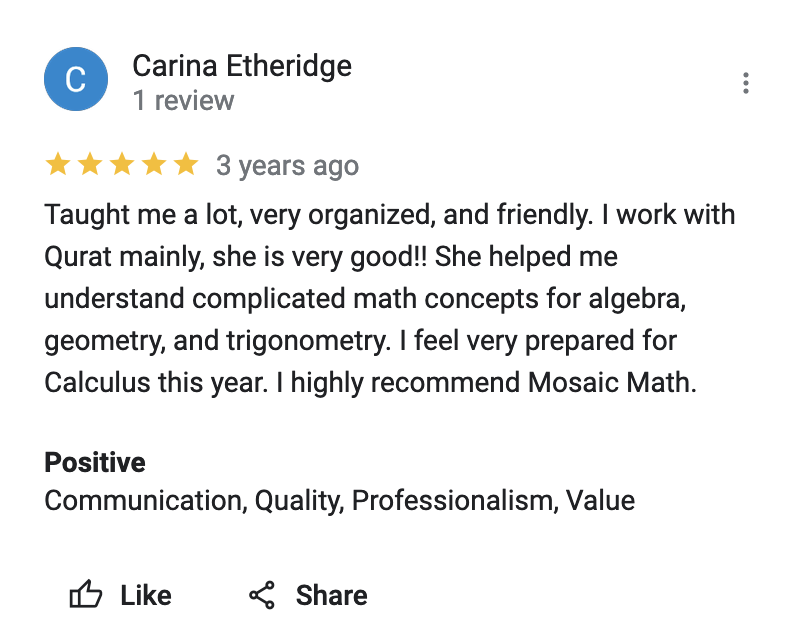 C
Carina Etheridge
1 review
3 years ago
Taught me a lot, very organized, and friendly. I work with
Qurat mainly, she is very good!! She helped me
understand complicated math concepts for algebra,
geometry, and trigonometry. I feel very prepared for
Calculus this year. I highly recommend Mosaic Math.
Positive
Communication, Quality, Professionalism, Value
Like
Share